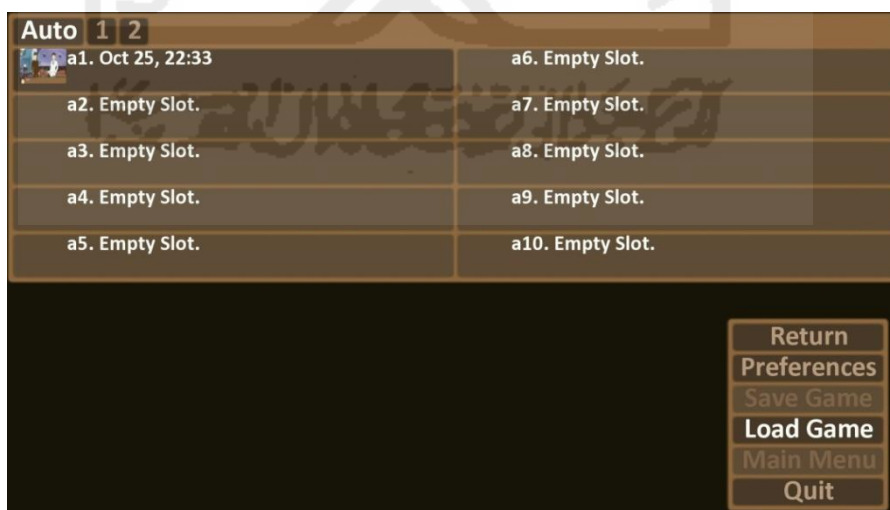 Auto 1 2
a1. Oct 25, 22:33
a2. Empty Slot.
a3. Empty Slot.
a4. Empty Slot.
a5. Empty Slot.
a6. Empty Slot.
a7. Empty Slot.
a8. Empty Slot.
a9. Empty Slot.
a10. Empty Slot.
Return
Preferences
Save Game
Load Game
Main Menu
Quit